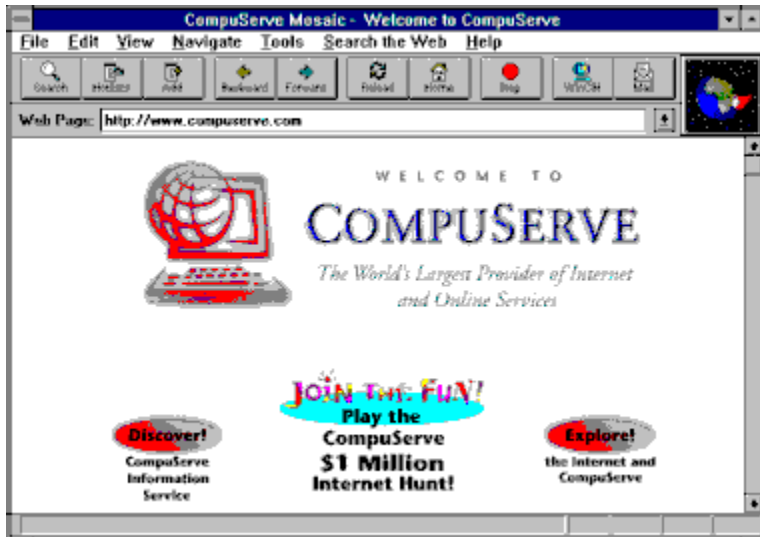 CompuServe Mosaic - Welcome to CompuServe
File Edit View Navigate Tools Search the Web Help
Search Hotlists Add Backward Forward Reload Home Stop WinCIM Mail
Web Page: http://www.compuserve.com
WELCOME TO
COMPUSERVE
The World's Largest Provider of Internet
and Online Services
JOIN THE FUN!
Play the
CompuServe
$1 Million
Internet Hunt!
Discover!
CompuServe
Information
Service
Explore!
the Internet and
CompuServe